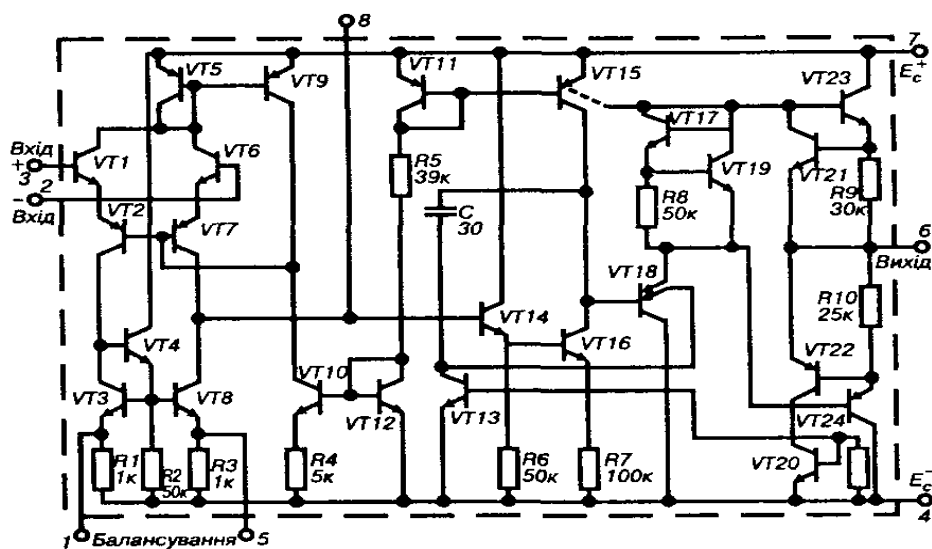 8
7
E_c^+
VT5
VT9
VT11
VT15
VT23
Вхід
+
3
VT1
VT6
2
-
Вхід
VT2
VT7
R5
39к
C
30
VT17
VT19
R8
50к
VT21
R9
30к
6
Вихід
VT18
R10
25к
VT14
VT16
VT4
VT3
VT8
VT10
VT12
VT13
VT22
VT24
VT20
R1
1к
R2
50к
R3
1к
R4
5к
R6
50к
R7
100к
E_c^-
4
1 Балансування 5